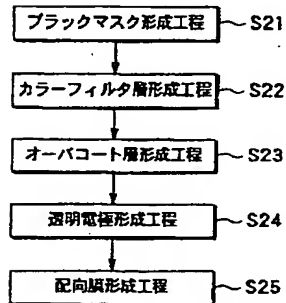 ブラックマスク形成工程 ～S21
カラーフィルタ層形成工程 ～S22
オーバコート層形成工程 ～S23
透明電極形成工程 ～S24
配向膜形成工程 ～S25